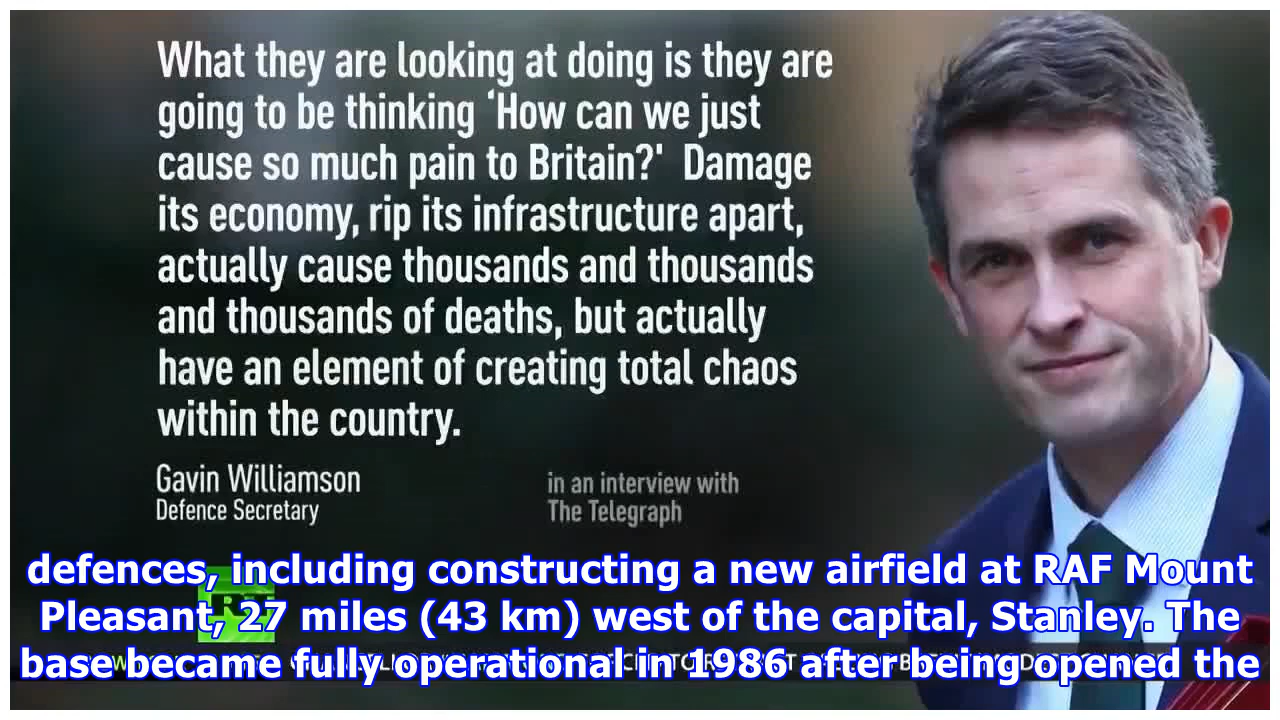 What they are looking at doing is they are
going to be thinking ‘How can we just
cause so much pain to Britain?' Damage
its economy, rip its infrastructure apart,
actually cause thousands and thousands
and thousands of deaths, but actually
have an element of creating total chaos
within the country.
Gavin Williamson
Defence Secretary
in an interview with
The Telegraph
defences, including constructing a new airfield at RAF Mount
Pleasant, 27 miles (43 km) west of the capital, Stanley. The
base became fully operational in 1986 after being opened the
RT